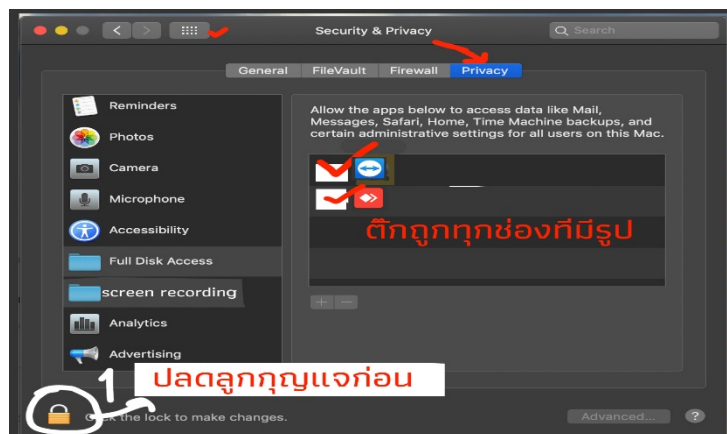 Security & Privacy
Search
General FileVault Firewall Privacy
Reminders
Photos
Camera
Microphone
Accessibility
Full Disk Access
screen recording
Analytics
Advertising
Allow the apps below to access data like Mail,
Messages, Safari, Home, Time Machine backups, and
certain administrative settings for all users on this Mac.
ติ๊กถูกทุกช่องที่มีรูป
+ −
1 ปลดลูกกุญแจก่อน
the lock to make changes.
Advanced... ?